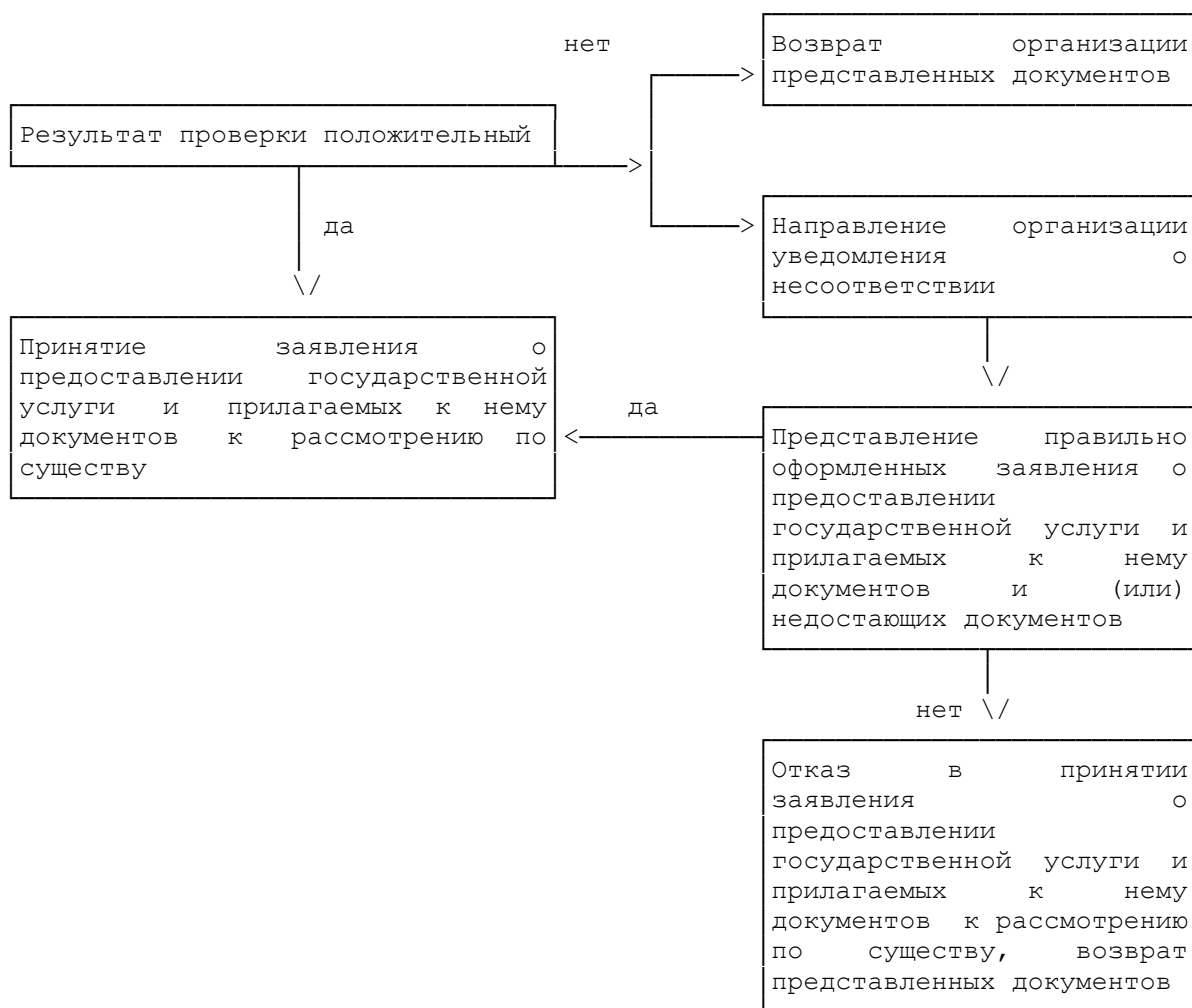 нет
Возврат организации
представленных документов
Результат проверки положительный
да
Направление организации
уведомления о
несоответствии
Принятие заявления о
предоставлении государственной
услуги и прилагаемых к нему
документов к рассмотрению по
существу
да
Представление правильно
оформленных заявления о
предоставлении
государственной услуги и
прилагаемых к нему
документов и (или)
недостающих документов
нет
Отказ в принятии
заявления о
предоставлении
государственной услуги и
прилагаемых к нему
документов к рассмотрению
по существу, возврат
представленных документов